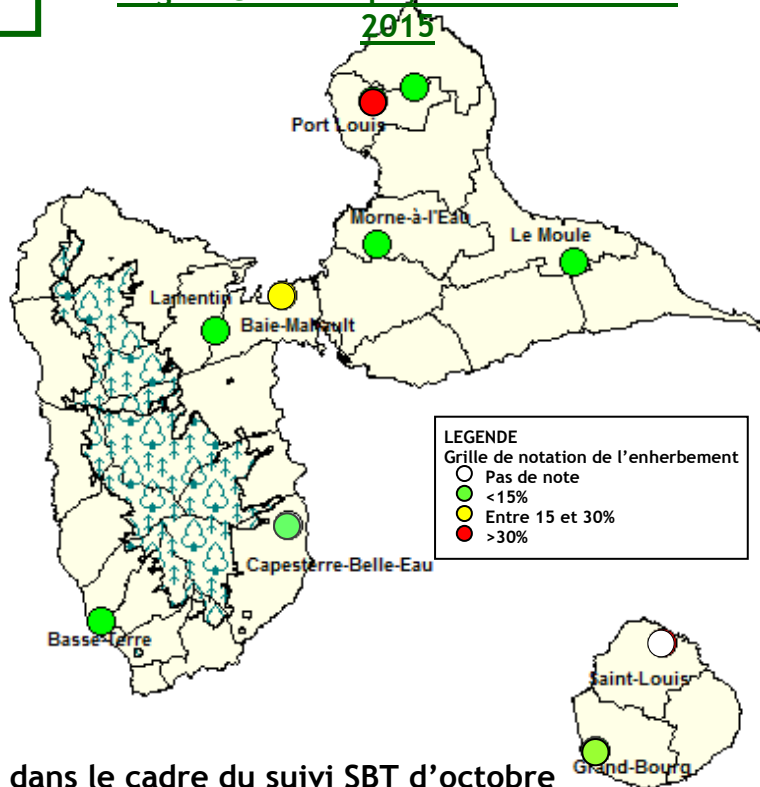 2015
Port Louis
Morne-à-l'Eau
Le Moule
Lamentin
Baie-Mahault
LEGENDE
Grille de notation de l'enherbement
Pas de note
<15%
Entre 15 et 30%
>30%
Capesterre-Belle-Eau
Basse-Terre
Saint-Louis
Grand-Bourg
dans le cadre du suivi SBT d'octobre